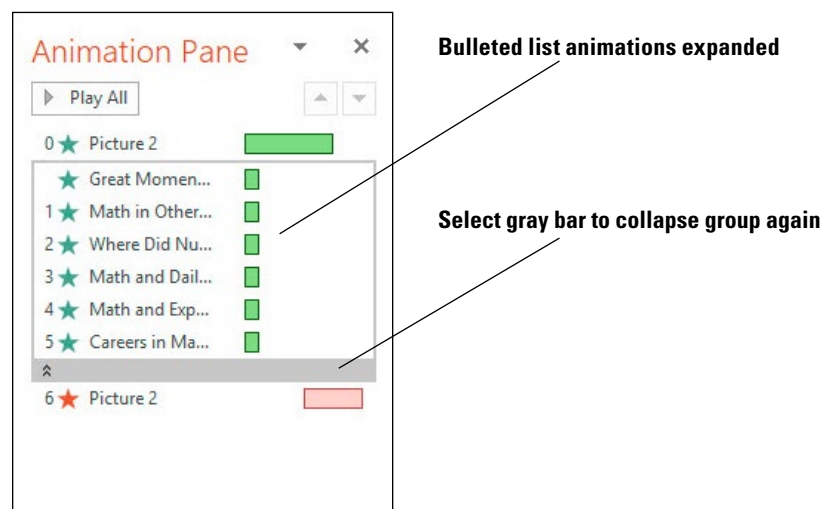 Animation Pane
Bulleted list animations expanded
Play All
0 Picture 2
Great Momen...
1 Math in Other...
Select gray bar to collapse group again
2 Where Did Nu...
3 Math and Dail...
4 Math and Exp...
5 Careers in Ma...
6 Picture 2